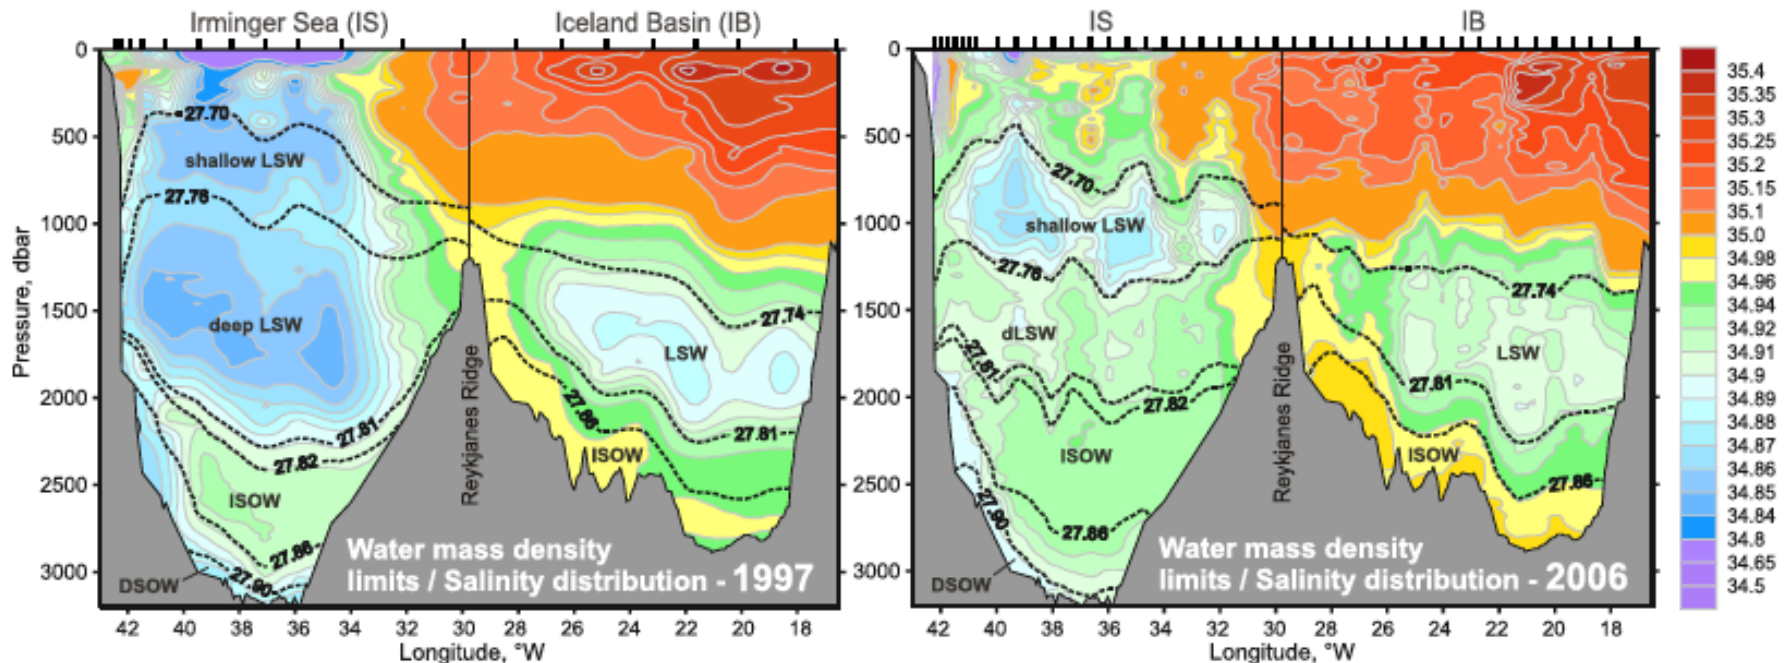 Irminger Sea (IS) Iceland Basin (IB)
0
500
1000
1500
2000
2500
3000
Pressure, dbar
27.70
shallow LSW
27.76
deep LSW
27.74
LSW
27.81
27.82
27.86
27.81
ISOW
ISOW
27.86
27.90
DSOW
Reykjanes Ridge
Water mass density
limits / Salinity distribution - 1997
42 40 38 36 34 32 30 28 26 24 22 20 18
Longitude, °W
IS IB
0
500
1000
1500
2000
2500
3000
27.70
shallow LSW
27.76
27.74
dLSW
LSW
27.81
27.81
27.82
ISOW
ISOW
27.86
27.90
27.86
DSOW
Reykjanes Ridge
Water mass density
limits / Salinity distribution - 2006
42 40 38 36 34 32 30 28 26 24 22 20 18
Longitude, °W
35.4
35.35
35.3
35.2
35.15
35.1
35.0
34.98
34.96
34.94
34.92
34.91
34.9
34.89
34.88
34.87
34.86
34.85
34.84
34.8
34.65
34.5